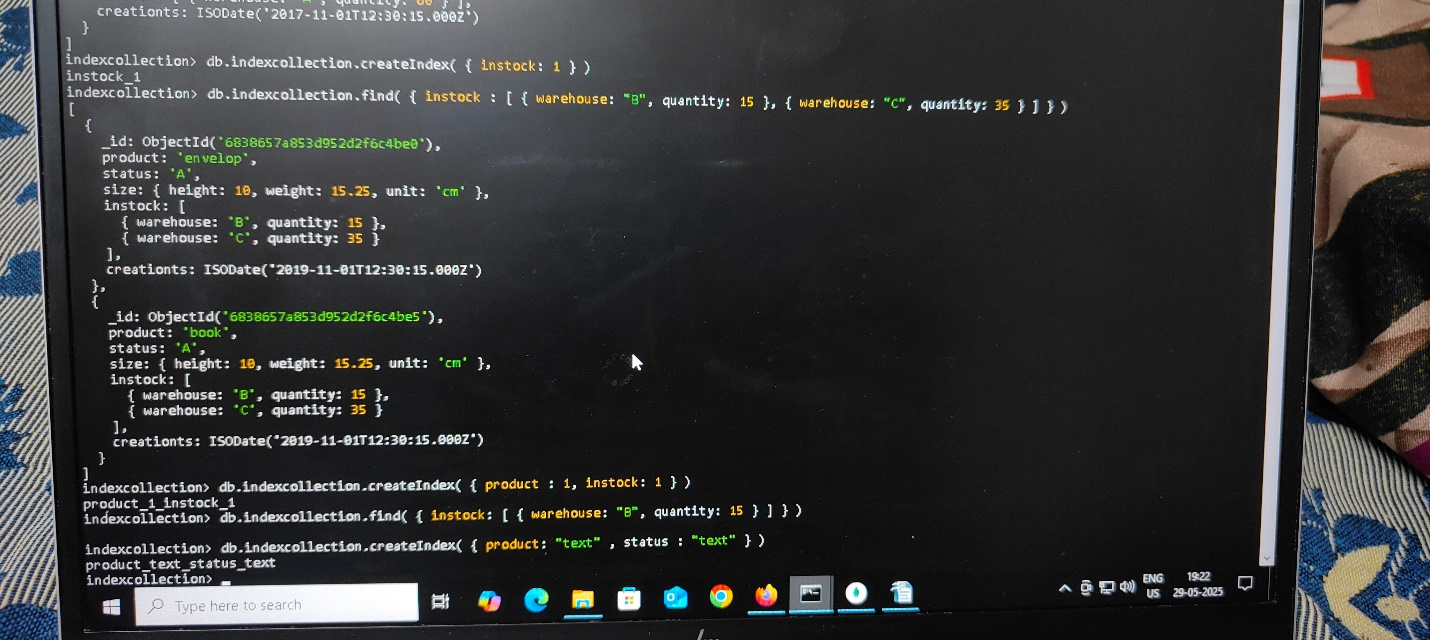 creationts: ISODate('2017-11-01T12:30:15.000Z')
}
]
indexcollection> db.indexcollection.createIndex( { instock: 1 } )
instock_1
indexcollection> db.indexcollection.find( { instock : [ { warehouse: "B", quantity: 15 }, { warehouse: "C", quantity: 35 } ] } )
[
{
_id: ObjectId('6838657a853d952d2f6c4be0'),
product: 'envelop',
status: 'A',
size: { height: 10, weight: 15.25, unit: 'cm' },
instock: [
{ warehouse: 'B', quantity: 15 },
{ warehouse: 'C', quantity: 35 }
],
creationts: ISODate('2019-11-01T12:30:15.000Z')
},
{
_id: ObjectId('6838657a853d952d2f6c4be5'),
product: 'book',
status: 'A',
size: { height: 10, weight: 15.25, unit: 'cm' },
instock: [
{ warehouse: 'B', quantity: 15 },
{ warehouse: 'C', quantity: 35 }
],
creationts: ISODate('2019-11-01T12:30:15.000Z')
}
]
indexcollection> db.indexcollection.createIndex( { product : 1, instock: 1 } )
product_1_instock_1
indexcollection> db.indexcollection.find( { instock: [ { warehouse: "B", quantity: 15 } ] } )
indexcollection> db.indexcollection.createIndex( { product: "text" , status : "text" } )
product_text_status_text
indexcollection>
Type here to search
ENG
US
19:22
29-05-2025